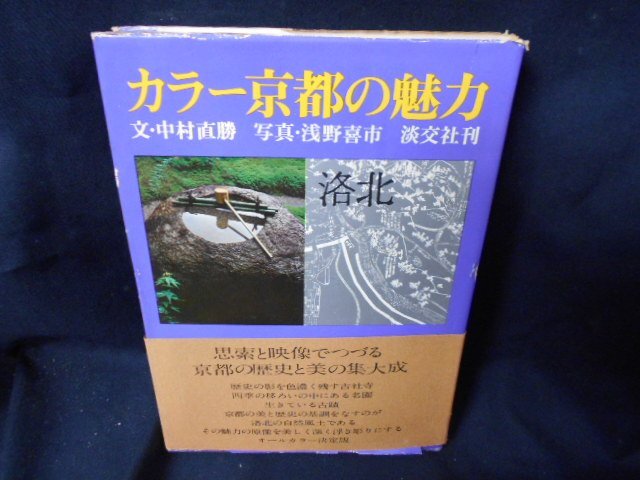 カラー京都の魅力
文・中村直勝 写真・浅野喜市 淡交社刊
洛北
思索と映像でつづる
京都の歴史と美の集大成
歴史の影を色濃く残す古社寺
四季の移ろいの中にある名園
生きている古蹟
京都の美と歴史の基調をなすのが
洛北の自然風土である
その魅力の原像を美しく深く浮き彫りにする
オールカラー決定版